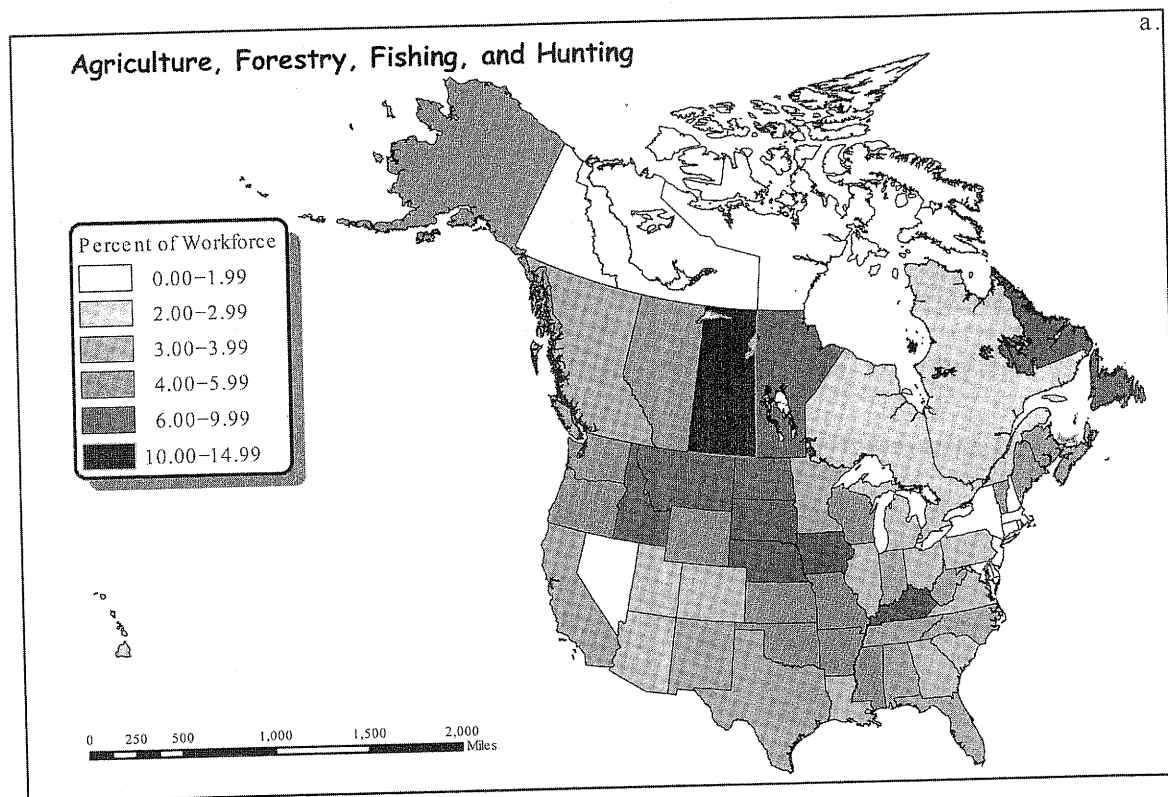 a.
Agriculture, Forestry, Fishing, and Hunting
Percent of Workforce
0.00–1.99
2.00–2.99
3.00–3.99
4.00–5.99
6.00–9.99
10.00–14.99
0 250 500 1,000 1,500 2,000
Miles